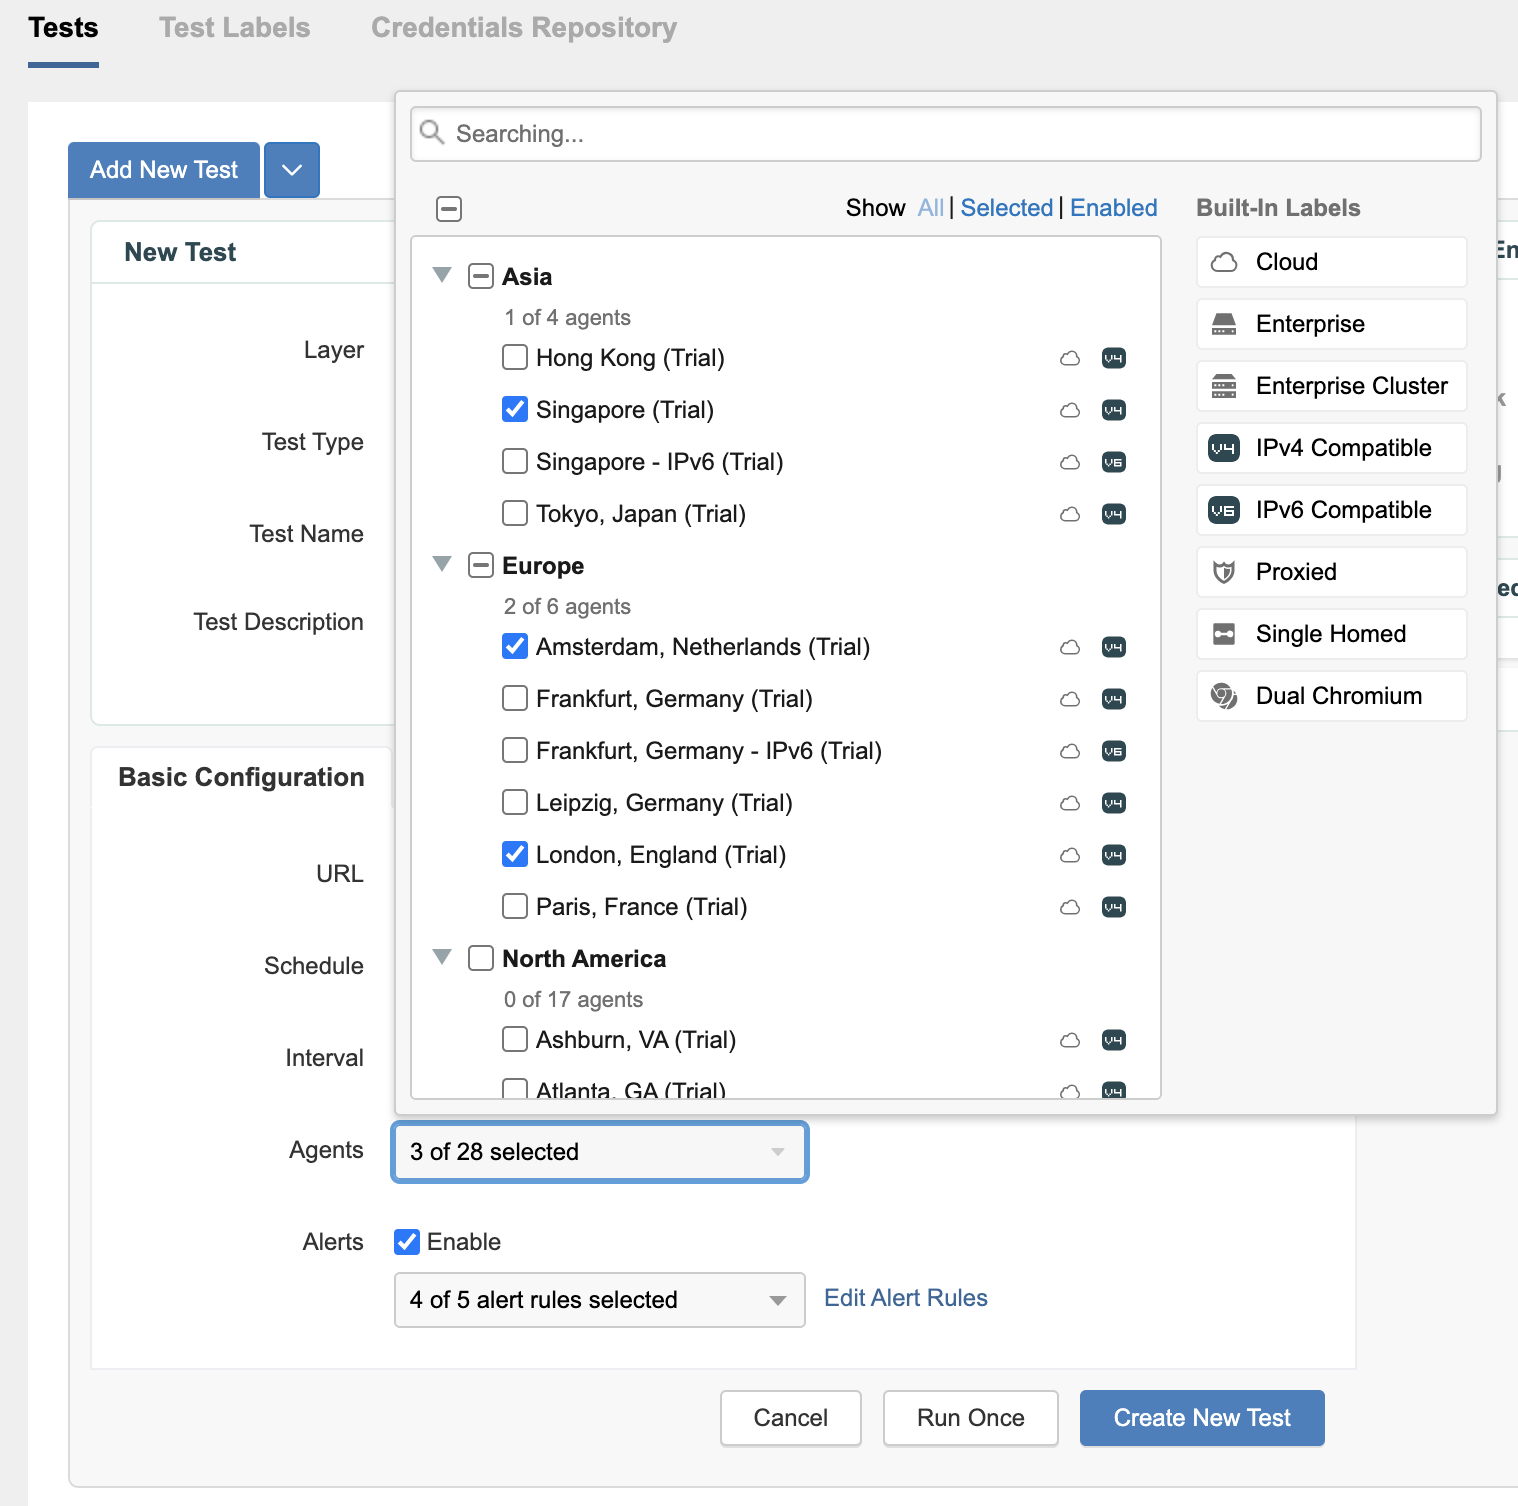 Tests Test Labels Credentials Repository
Searching...
Add New Test
Show All | Selected | Enabled
Built-In Labels
New Test
Asia
1 of 4 agents
Hong Kong (Trial) V4
Singapore (Trial) V4
Singapore - IPv6 (Trial) V6
Tokyo, Japan (Trial) V4
Europe
2 of 6 agents
Amsterdam, Netherlands (Trial) V4
Frankfurt, Germany (Trial) V4
Frankfurt, Germany - IPv6 (Trial) V6
Leipzig, Germany (Trial) V4
London, England (Trial) V4
Paris, France (Trial) V4
North America
0 of 17 agents
Ashburn, VA (Trial) V4
Atlanta, GA (Trial) V4
Cloud
Enterprise
Enterprise Cluster
V4 IPv4 Compatible
V6 IPv6 Compatible
Proxied
Single Homed
Dual Chromium
Layer
Test Type
Test Name
Test Description
Basic Configuration
URL
Schedule
Interval
Agents 3 of 28 selected
Alerts Enable
4 of 5 alert rules selected Edit Alert Rules
Cancel Run Once Create New Test